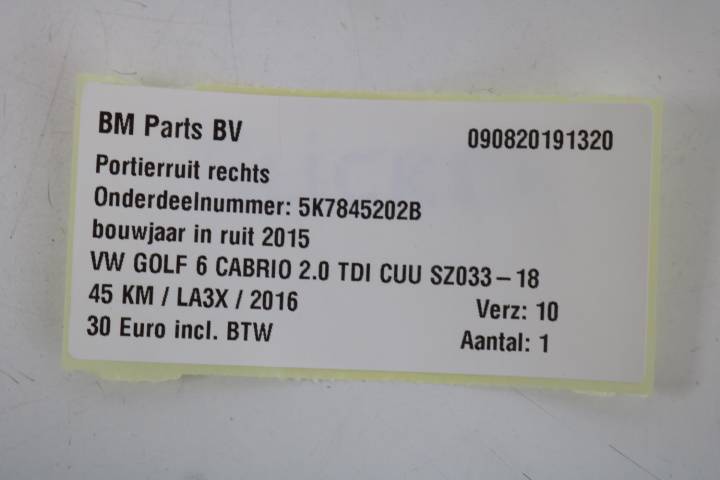 BM Parts BV 090820191320
Portierruit rechts
Onderdeelnummer: 5K7845202B
bouwjaar in ruit 2015
VW GOLF 6 CABRIO 2.0 TDI CUU SZ033-18
45 KM / LA3X / 2016 Verz: 10
30 Euro incl. BTW Aantal: 1